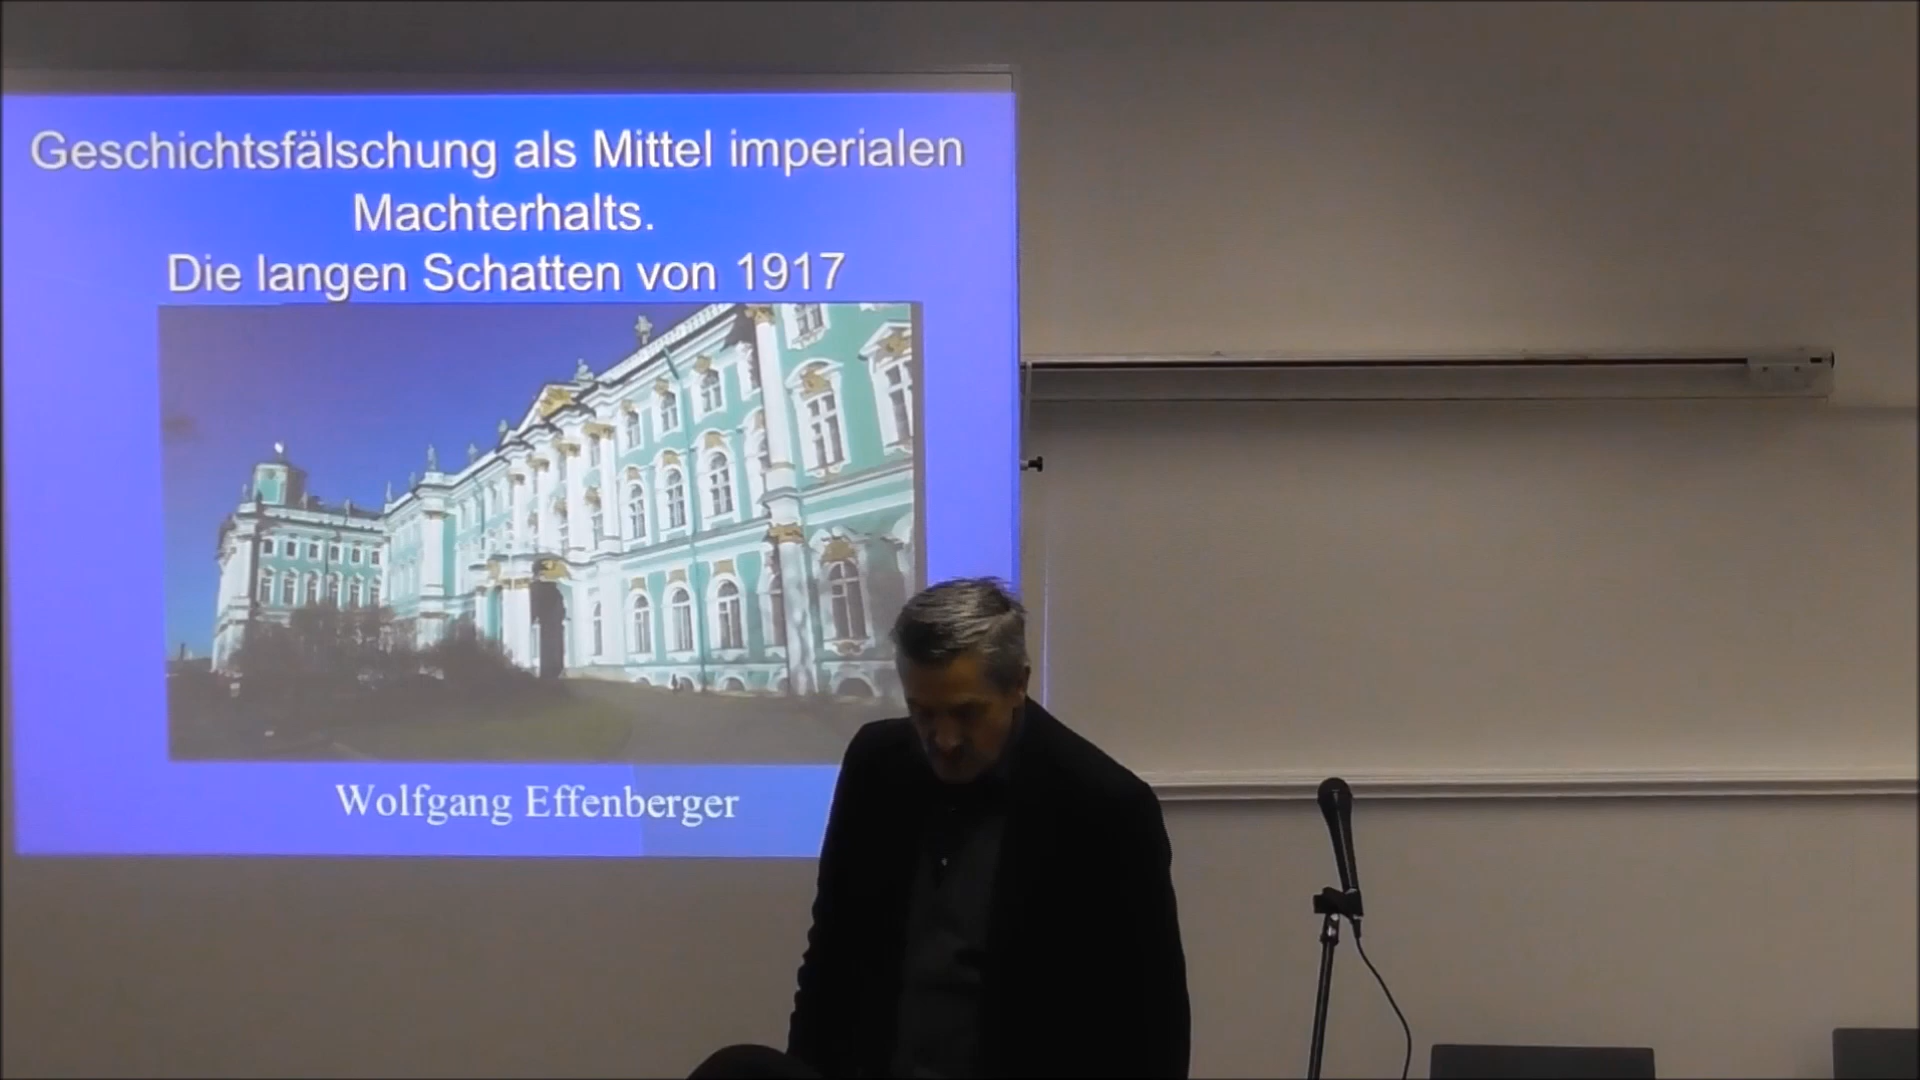 Geschichtsfälschung als Mittel imperialen
Machterhalts.
Die langen Schatten von 1917
Wolfgang Effenberger